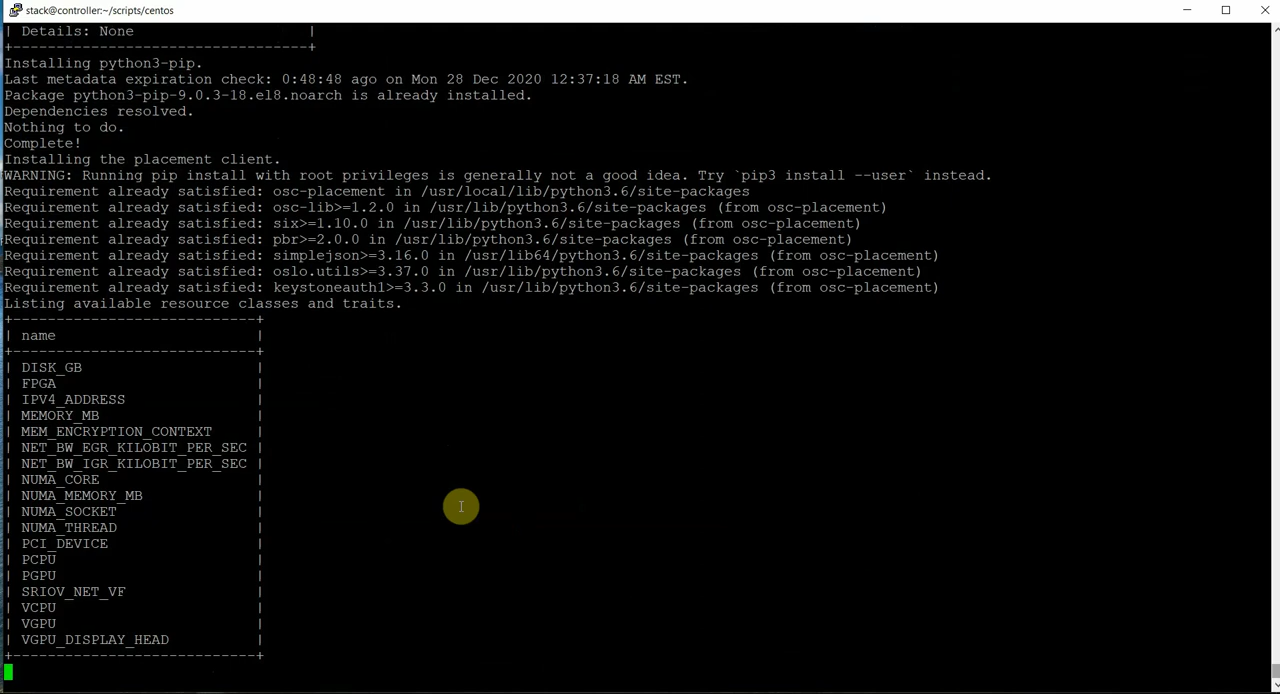 stack@controller:~/scripts/centos
| Details: None                     |
+-----------------------------------+
Installing python3-pip.
Last metadata expiration check: 0:48:48 ago on Mon 28 Dec 2020 12:37:18 AM EST.
Package python3-pip-9.0.3-18.el8.noarch is already installed.
Dependencies resolved.
Nothing to do.
Complete!
Installing the placement client.
WARNING: Running pip install with root privileges is generally not a good idea. Try `pip3 install --user` instead.
Requirement already satisfied: osc-placement in /usr/local/lib/python3.6/site-packages
Requirement already satisfied: osc-lib>=1.2.0 in /usr/lib/python3.6/site-packages (from osc-placement)
Requirement already satisfied: six>=1.10.0 in /usr/lib/python3.6/site-packages (from osc-placement)
Requirement already satisfied: pbr>=2.0.0 in /usr/lib/python3.6/site-packages (from osc-placement)
Requirement already satisfied: simplejson>=3.16.0 in /usr/lib64/python3.6/site-packages (from osc-placement)
Requirement already satisfied: oslo.utils>=3.37.0 in /usr/lib/python3.6/site-packages (from osc-placement)
Requirement already satisfied: keystoneauth1>=3.3.0 in /usr/lib/python3.6/site-packages (from osc-placement)
Listing available resource classes and traits.
+----------------------------+
| name                       |
+----------------------------+
| DISK_GB                    |
| FPGA                       |
| IPV4_ADDRESS               |
| MEMORY_MB                  |
| MEM_ENCRYPTION_CONTEXT     |
| NET_BW_EGR_KILOBIT_PER_SEC |
| NET_BW_IGR_KILOBIT_PER_SEC |
| NUMA_CORE                  |
| NUMA_MEMORY_MB             |
| NUMA_SOCKET                |
| NUMA_THREAD                |
| PCI_DEVICE                 |
| PCPU                       |
| PGPU                       |
| SRIOV_NET_VF               |
| VCPU                       |
| VGPU                       |
| VGPU_DISPLAY_HEAD          |
+----------------------------+